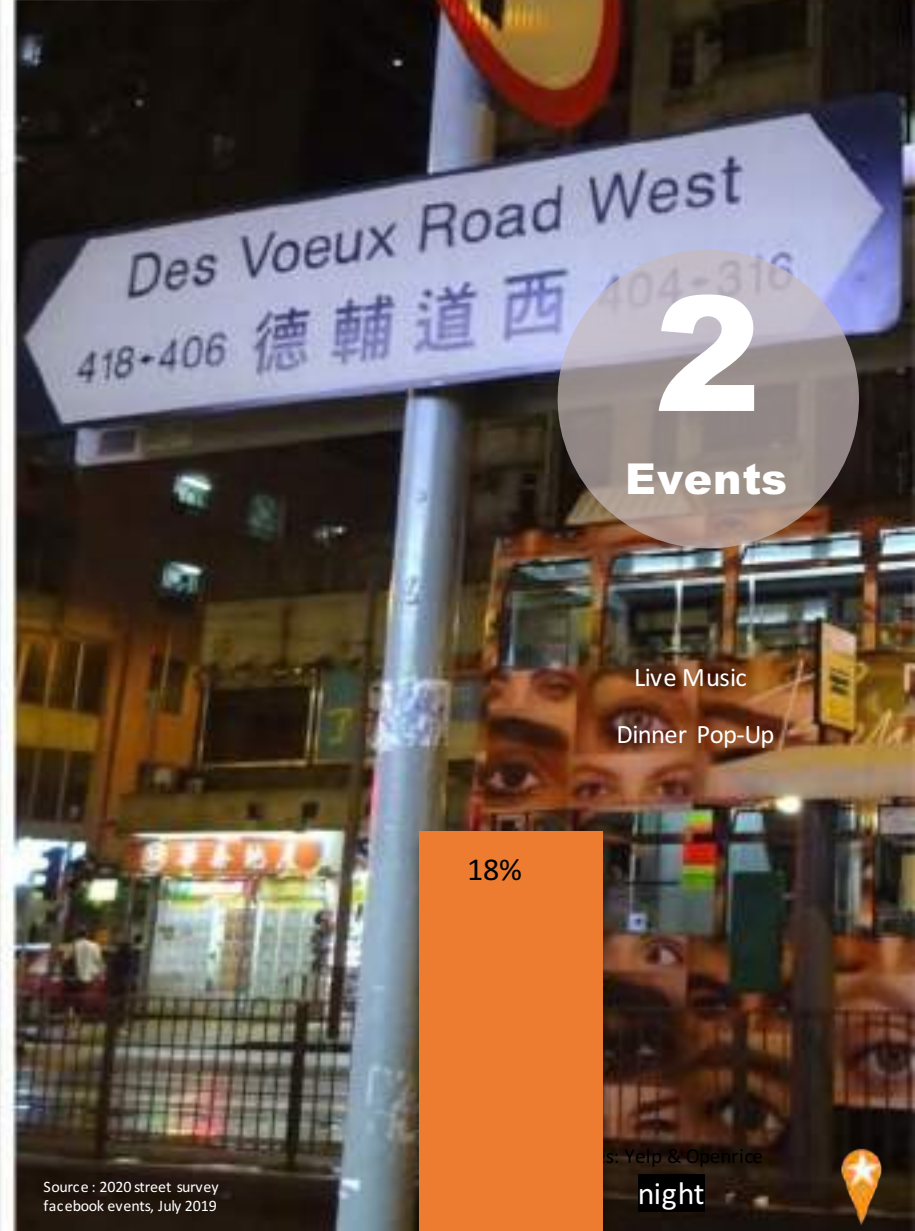 Des Voeux Road West
418-406 德輔道西 404-316
2
Events
Live Music
Dinner Pop-Up
18%
s: Yelp & Openrice
night
Source : 2020 street survey
facebook events, July 2019